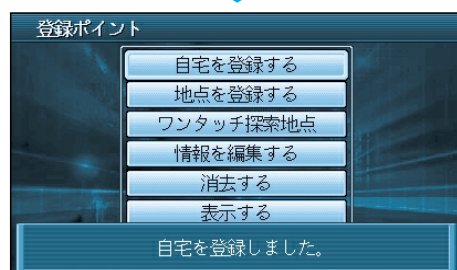 登録ポイント
自宅を登録する
地点を登録する
ワンタッチ探索地点
情報を編集する
消去する
表示する
自宅を登録しました。